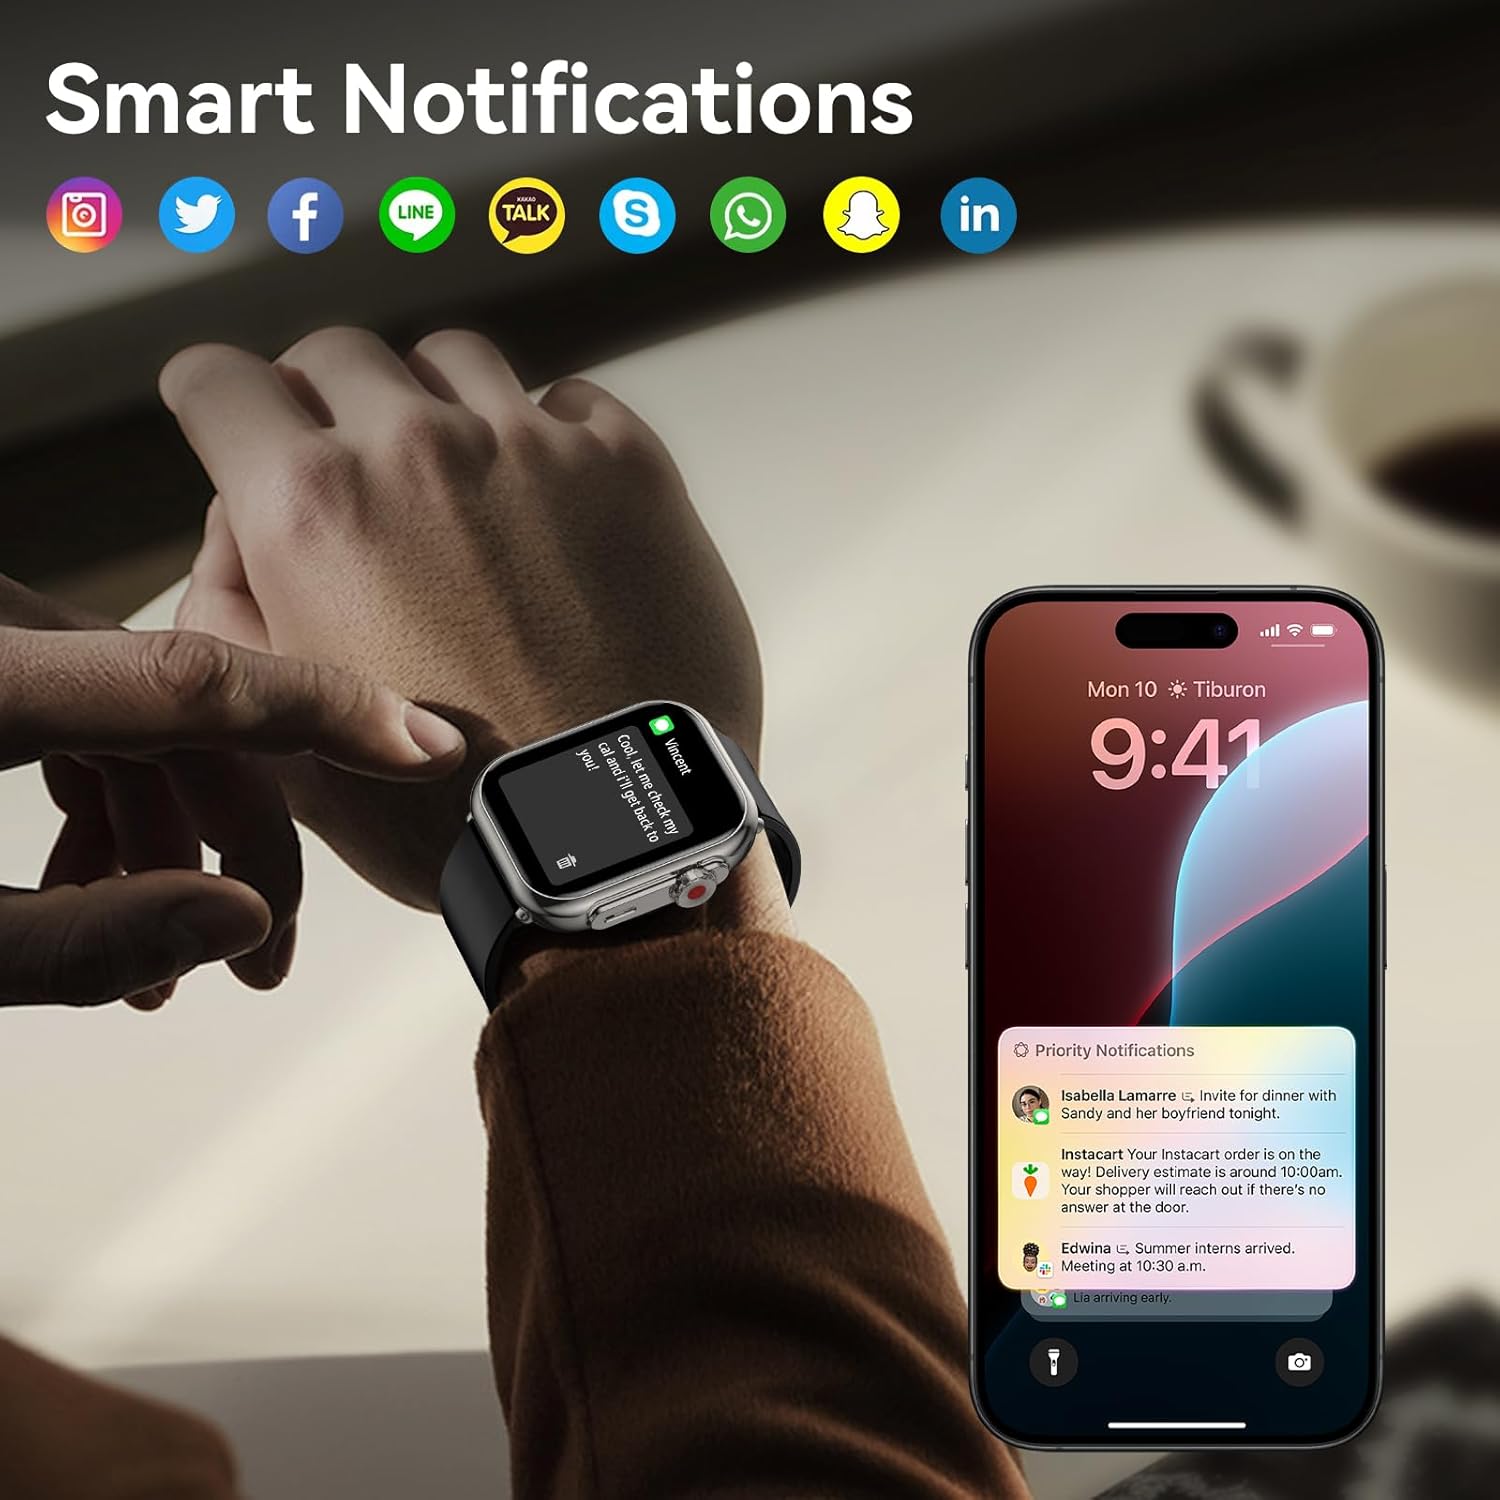 Smart Notifications
LINE
KAKAO
TALK
S
in
Vincent
Cool, let me check my
cal and i'll get back to
you!
Mon 10 Tiburon
9:41
Priority Notifications
Isabella Lamarre Invite for dinner with
Sandy and her boyfriend tonight.
Instacart Your Instacart order is on the
way! Delivery estimate is around 10:00am.
Your shopper will reach out if there's no
answer at the door.
Edwina Summer interns arrived.
Meeting at 10:30 a.m.
Lia arriving early.